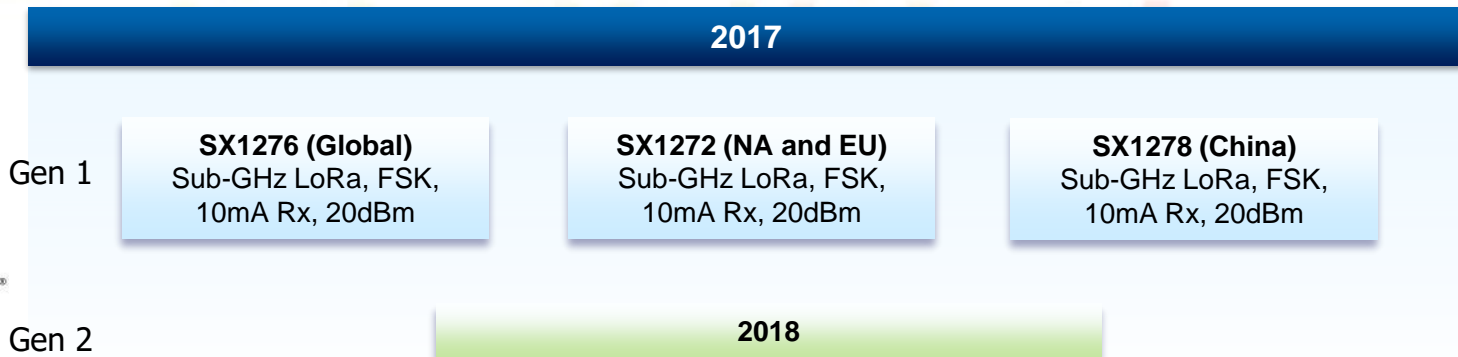 2017
Gen 1
SX1276 (Global)
Sub-GHz LoRa, FSK,
10mA Rx, 20dBm
SX1272 (NA and EU)
Sub-GHz LoRa, FSK,
10mA Rx, 20dBm
SX1278 (China)
Sub-GHz LoRa, FSK,
10mA Rx, 20dBm
®
Gen 2
2018